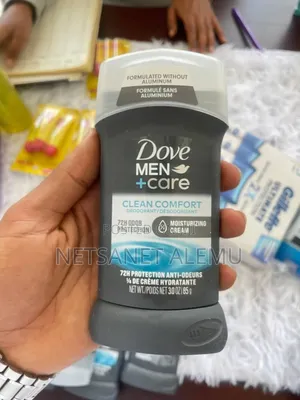 FORMULATED WITHOUT
ALUMINUM
FORMULÉ SANS
ALUMINIUM
Dove
MEN
+care
CLEAN COMFORT
72H ODOR
PROTECTION
MOISTURIZING
CREAM
NETSANET ALEMU
72H PROTECTION ANTI-ODEURS
¼ DE CRÈME HYDRATANTE
NET WT./POIDS NET 3.0 OZ/85 g
Gillette